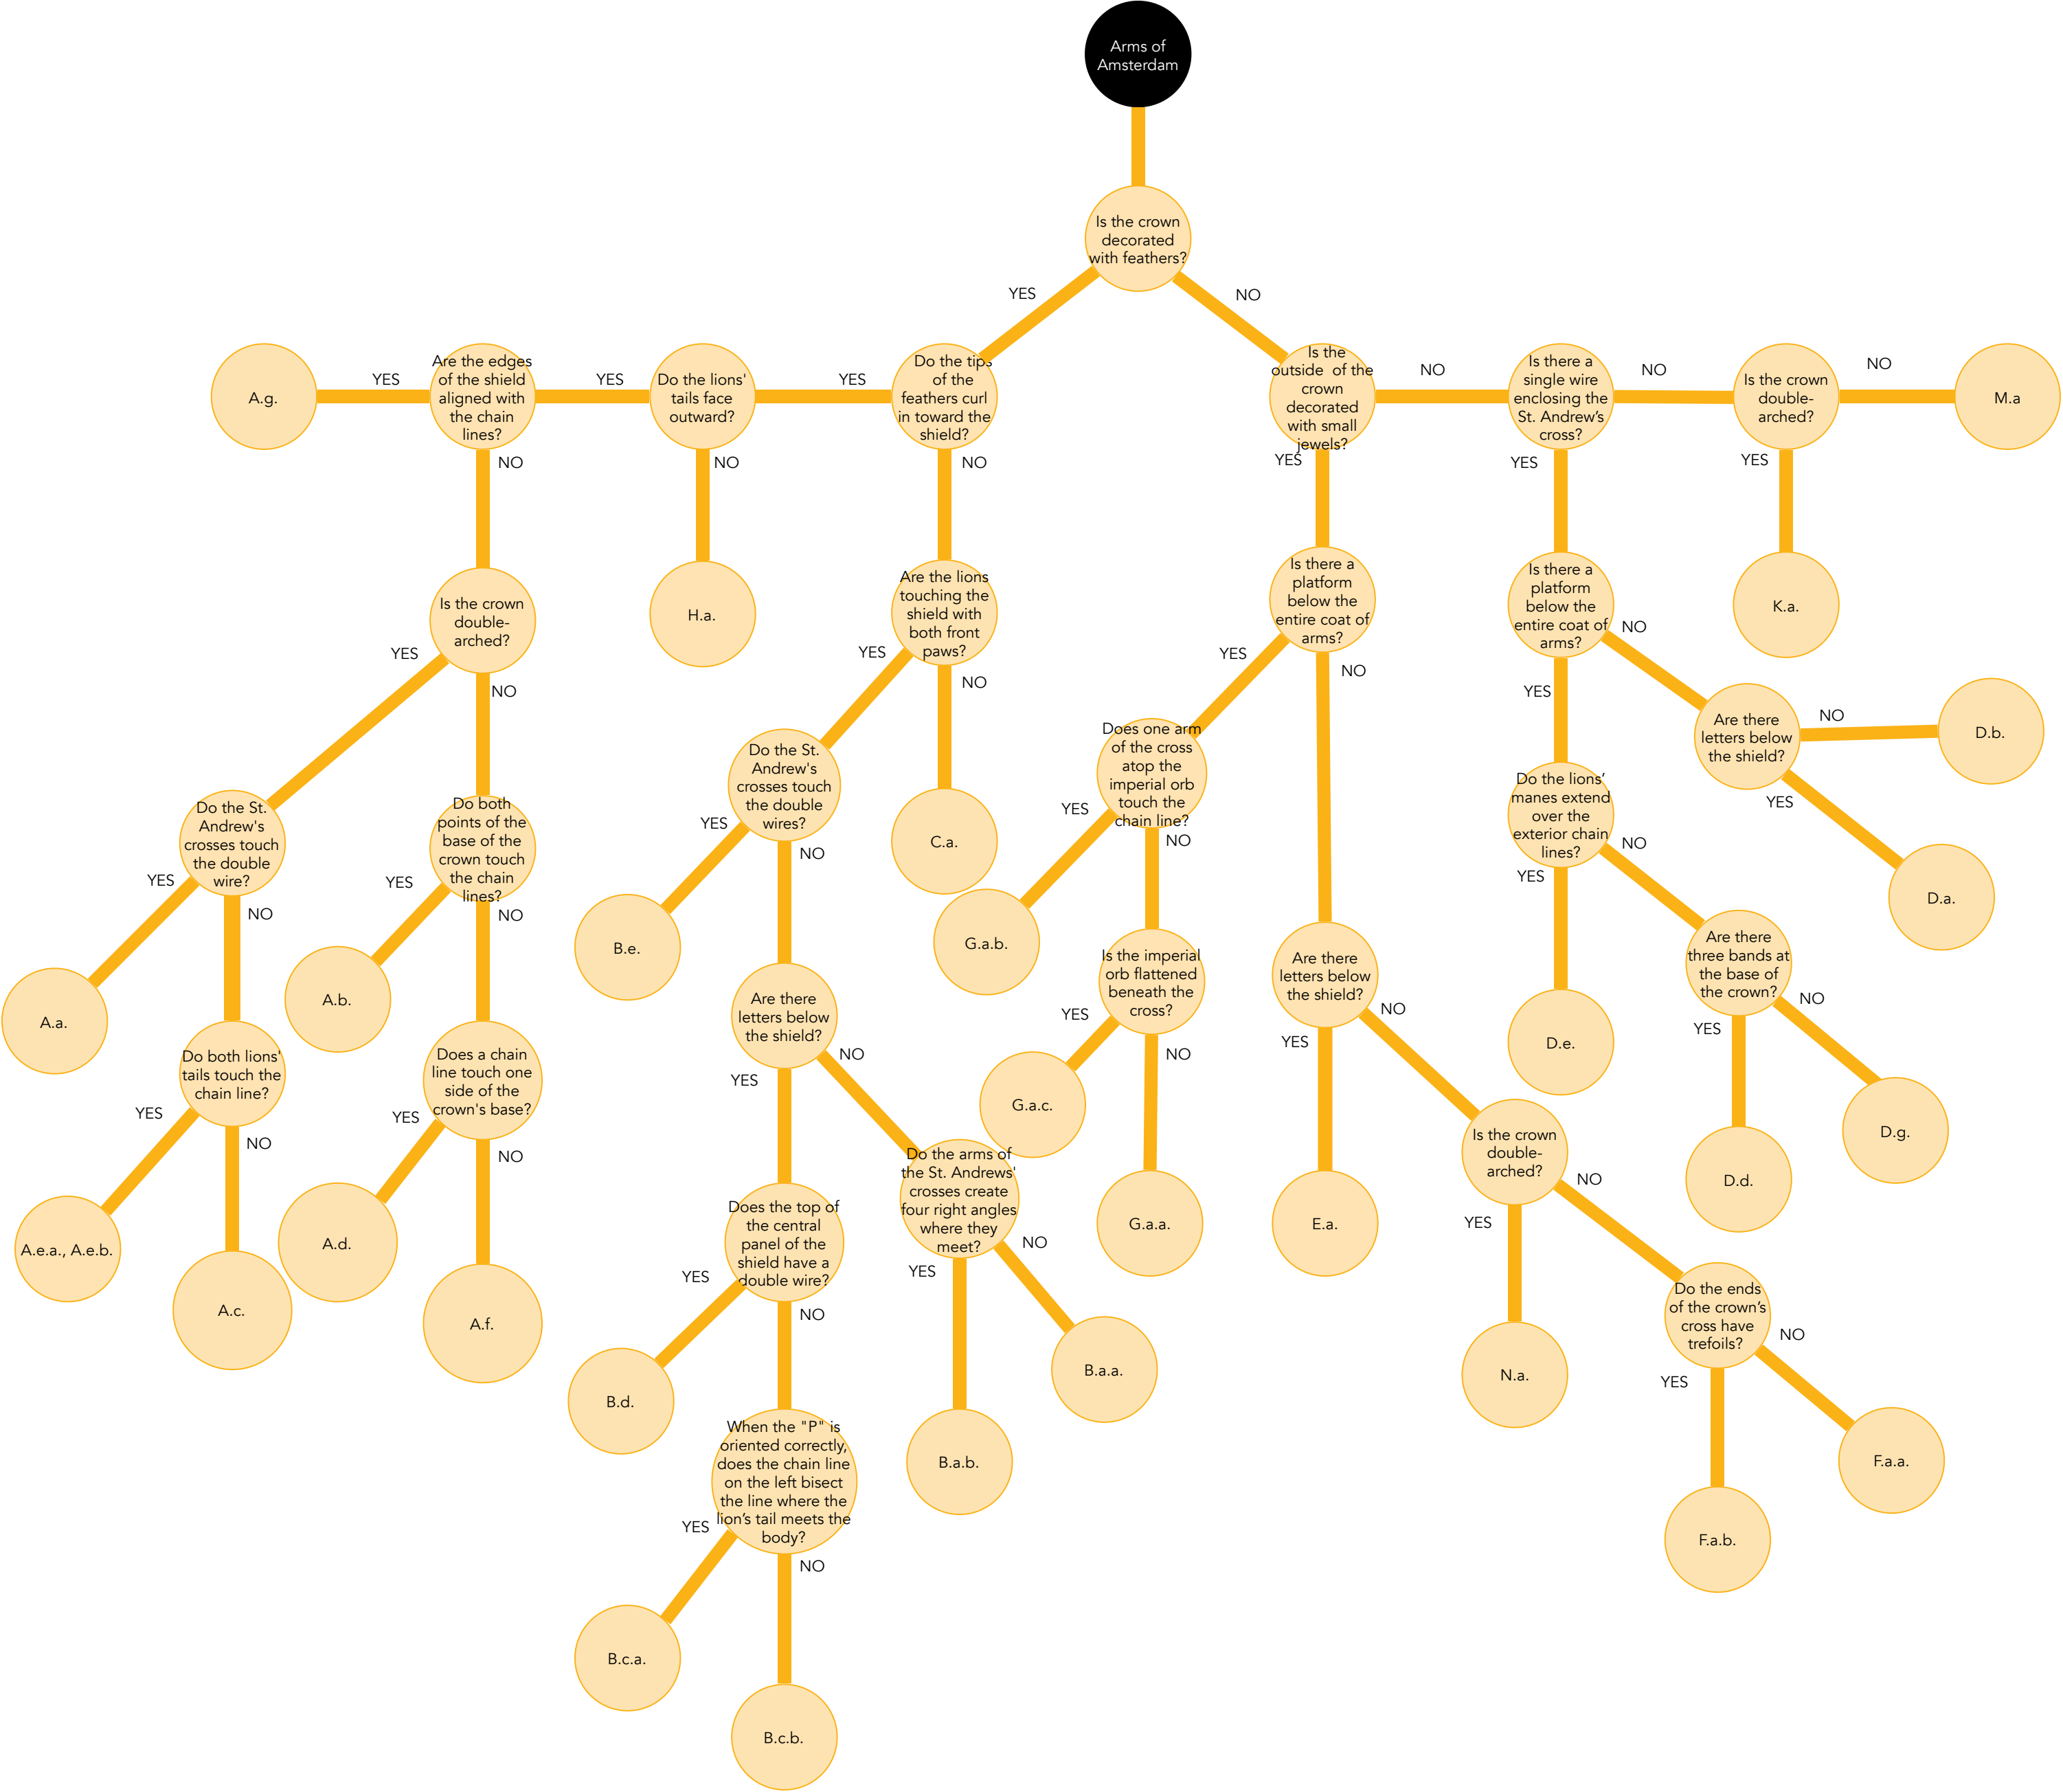 Arms of
Amsterdam
Is the crown
decorated
with feathers?
YES
NO
A.g.
YES
Are the edges
of the shield
aligned with
the chain
lines?
YES
Do the lions'
tails face
outward?
YES
Do the tips
of the
feathers curl
in toward the
shield?
Is the
outside of the
crown
decorated
with small
jewels?
NO
Is there a
single wire
enclosing the
St. Andrew’s
cross?
NO
Is the crown
double-
arched?
NO
M.a
NO
NO
NO
YES
YES
YES
Is the crown
double-
arched?
H.a.
Are the lions
touching the
shield with
both front
paws?
Is there a
platform
below the
entire coat of
arms?
Is there a
platform
below the
entire coat of
arms?
K.a.
YES
NO
YES
NO
YES
NO
YES
NO
Are there
letters below
the shield?
NO
D.b.
YES
D.a.
Do the St.
Andrew's
crosses touch
the double
wire?
Do both
points of the
base of the
crown touch
the chain
lines?
Do the St.
Andrew's
crosses touch
the double
wires?
C.a.
Does one arm
of the cross
atop the
imperial orb
touch the
chain line?
Do the lions’
manes extend
over the
exterior chain
lines?
YES
NO
YES
NO
YES
NO
YES
NO
YES
NO
A.a.
A.b.
B.e.
G.a.b.
Is the imperial
orb flattened
beneath the
cross?
Are there
letters below
the shield?
D.e.
Are there
three bands at
the base of
the crown?
Do both lions'
tails touch the
chain line?
Does a chain
line touch one
side of the
crown's base?
Are there
letters below
the shield?
YES
NO
YES
NO
YES
NO
YES
NO
YES
NO
YES
NO
A.e.a., A.e.b.
A.c.
A.d.
A.f.
Does the top of
the central
panel of the
shield have a
double wire?
Do the arms of
the St. Andrews'
crosses create
four right angles
where they
meet?
G.a.c.
G.a.a.
E.a.
Is the crown
double-
arched?
D.d.
D.g.
YES
NO
YES
NO
YES
NO
B.d.
When the "P" is
oriented correctly,
does the chain line
on the left bisect
the line where the
lion’s tail meets the
body?
B.a.b.
B.a.a.
N.a.
Do the ends
of the crown’s
cross have
trefoils?
YES
NO
YES
NO
B.c.a.
B.c.b.
F.a.b.
F.a.a.